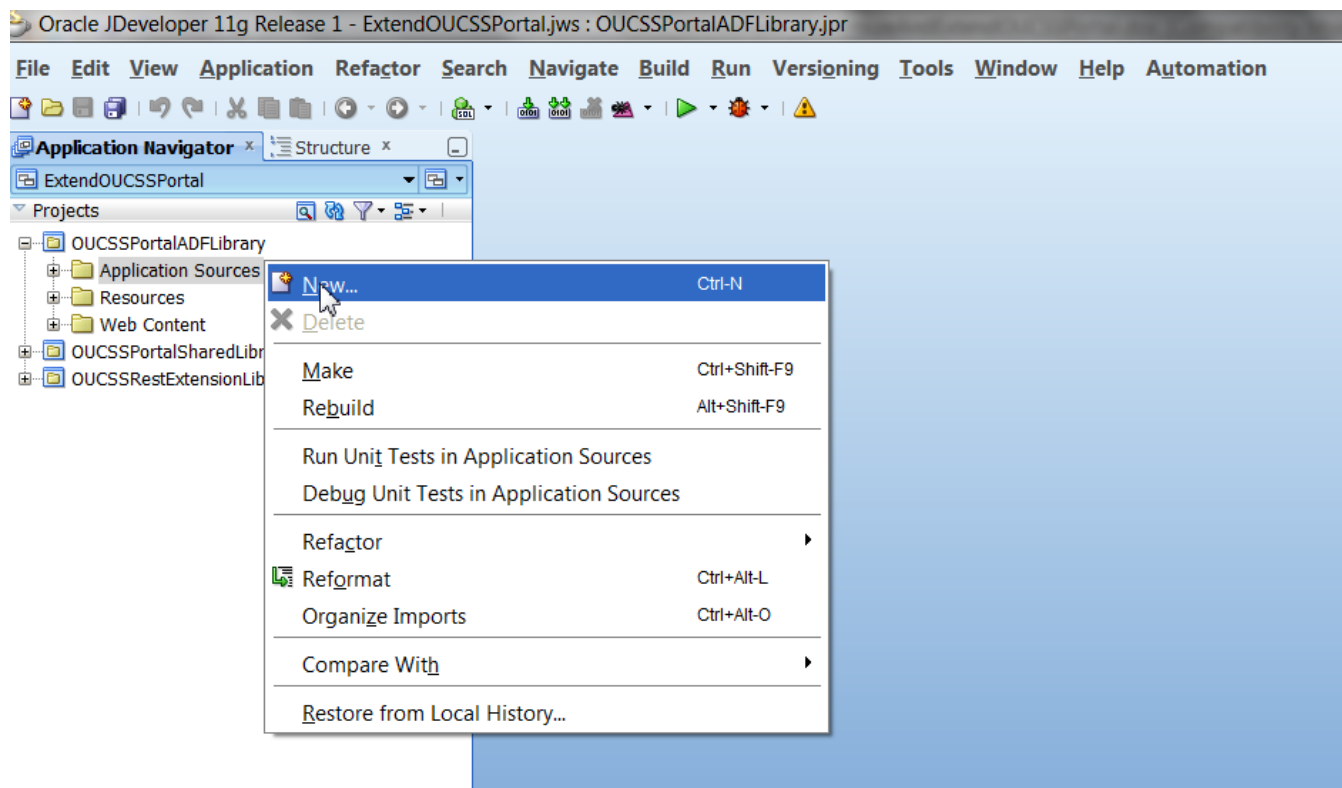 Oracle JDeveloper 11g Release 1 - ExtendOUCSSPortal.jws : OUCSSPortalADFLibrary.jpr
File Edit View Application Refactor Search Navigate Build Run Versioning Tools Window Help Automation
Application Navigator x Structure x
ExtendOUCSSPortal
Projects
OUCSSPortalADFLibrary
Application Sources
Resources
Web Content
OUCSSPortalSharedLibr
OUCSSRestExtensionLib
New... Ctrl-N
Delete
Make Ctrl+Shift-F9
Rebuild Alt+Shift-F9
Run Unit Tests in Application Sources
Debug Unit Tests in Application Sources
Refactor
Reformat Ctrl+Alt-L
Organize Imports Ctrl+Alt-O
Compare With
Restore from Local History...